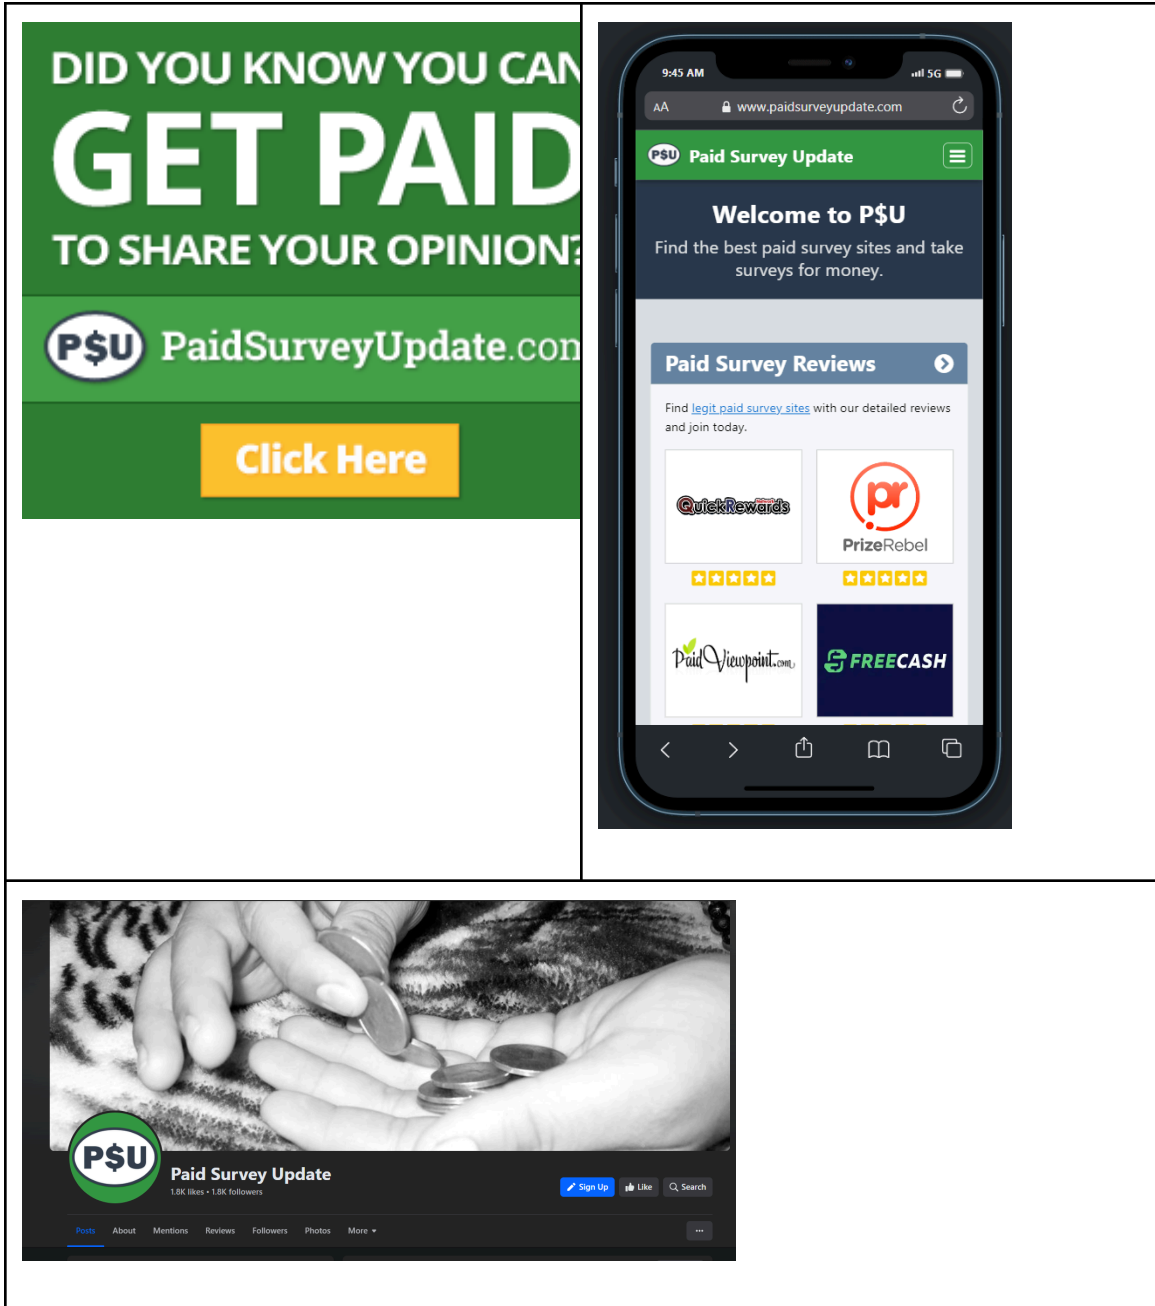 DID YOU KNOW YOU CAN
GET PAID
TO SHARE YOUR OPINION?
P$U PaidSurveyUpdate.com
Click Here
9:45 AM 5G
AA www.paidsurveyupdate.com
P$U Paid Survey Update
Welcome to P$U
Find the best paid survey sites and take
surveys for money.
Paid Survey Reviews
Find legit paid survey sites with our detailed reviews
and join today.
QuickRewards
pr
PrizeRebel
PaidViewpoint.com
FREECASH
P$U
Paid Survey Update
1.8K likes • 1.8K followers
Sign Up Like Search
Posts About Mentions Reviews Followers Photos More